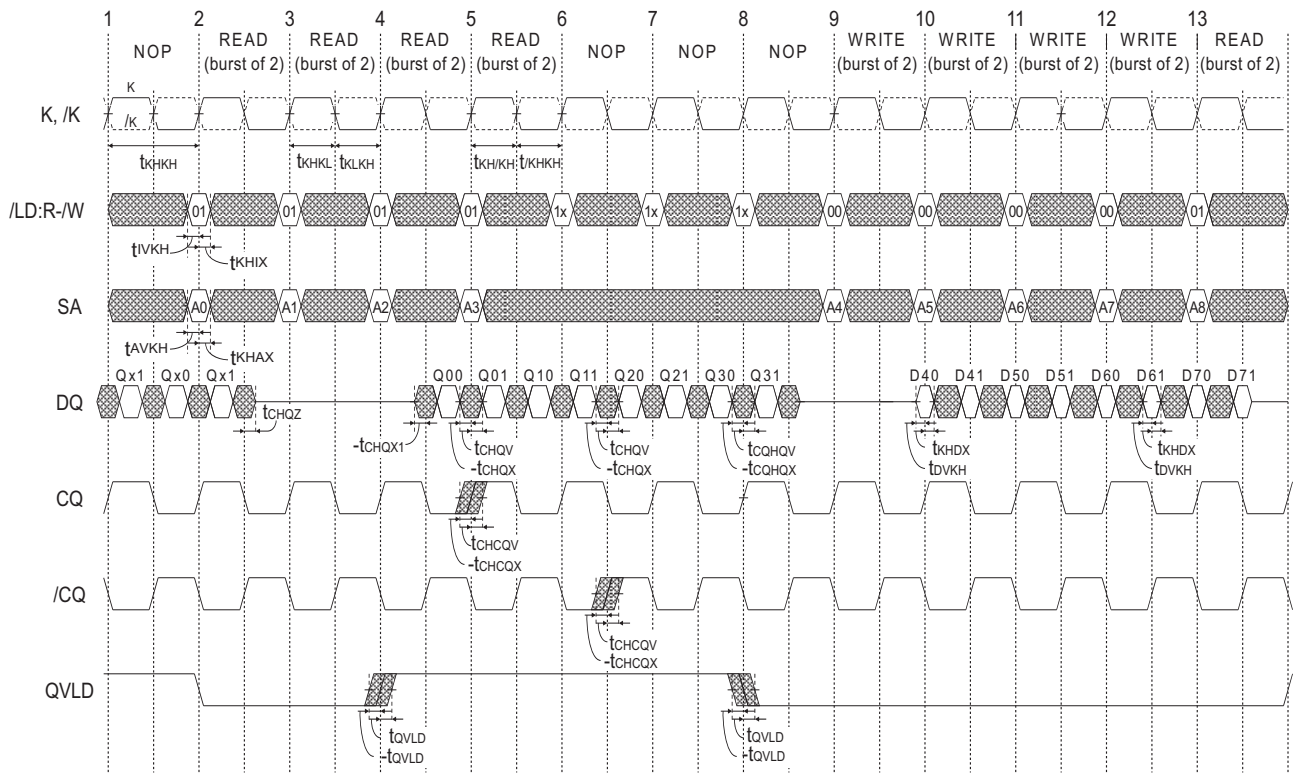 1 2 3 4 5 6 7 8 9 10 11 12 13
NOP READ READ READ READ NOP NOP NOP WRITE WRITE WRITE WRITE READ
(burst of 2) (burst of 2) (burst of 2) (burst of 2) (burst of 2) (burst of 2) (burst of 2) (burst of 2) (burst of 2)
K
K, /K
/K
tKHKH tKHKL tKLKH tKH/KH t/KHKH
/LD:R-/W 01 01 01 01 1x 1x 1x 00 00 00 00 01
tIVKH
tKHIX
SA A0 A1 A2 A3 A4 A5 A6 A7 A8
tAVKH
tKHAX
Qx1 Qx0 Qx1 Q00 Q01 Q10 Q11 Q20 Q21 Q30 Q31 D40 D41 D50 D51 D60 D61 D70 D71
DQ
tCHQZ -tCHQX1 tCHQV tCHQV tCQHQV tKHDX tKHDX
-tCHQX -tCHQX -tCQHQX tDVKH tDVKH
CQ
tCHCQV
-tCHCQX
/CQ
tCHCQV
-tCHCQX
QVLD
tQVLD tQVLD
-tQVLD -tQVLD